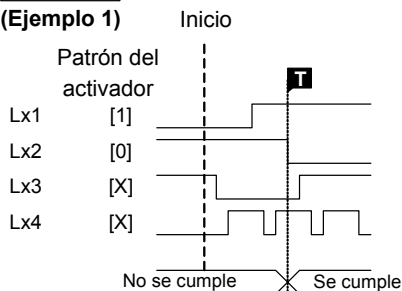 (Ejemplo 1) Inicio
Patrón del
activador
T
Lx1 [1]
Lx2 [0]
Lx3 [X]
Lx4 [X]
No se cumple Se cumple